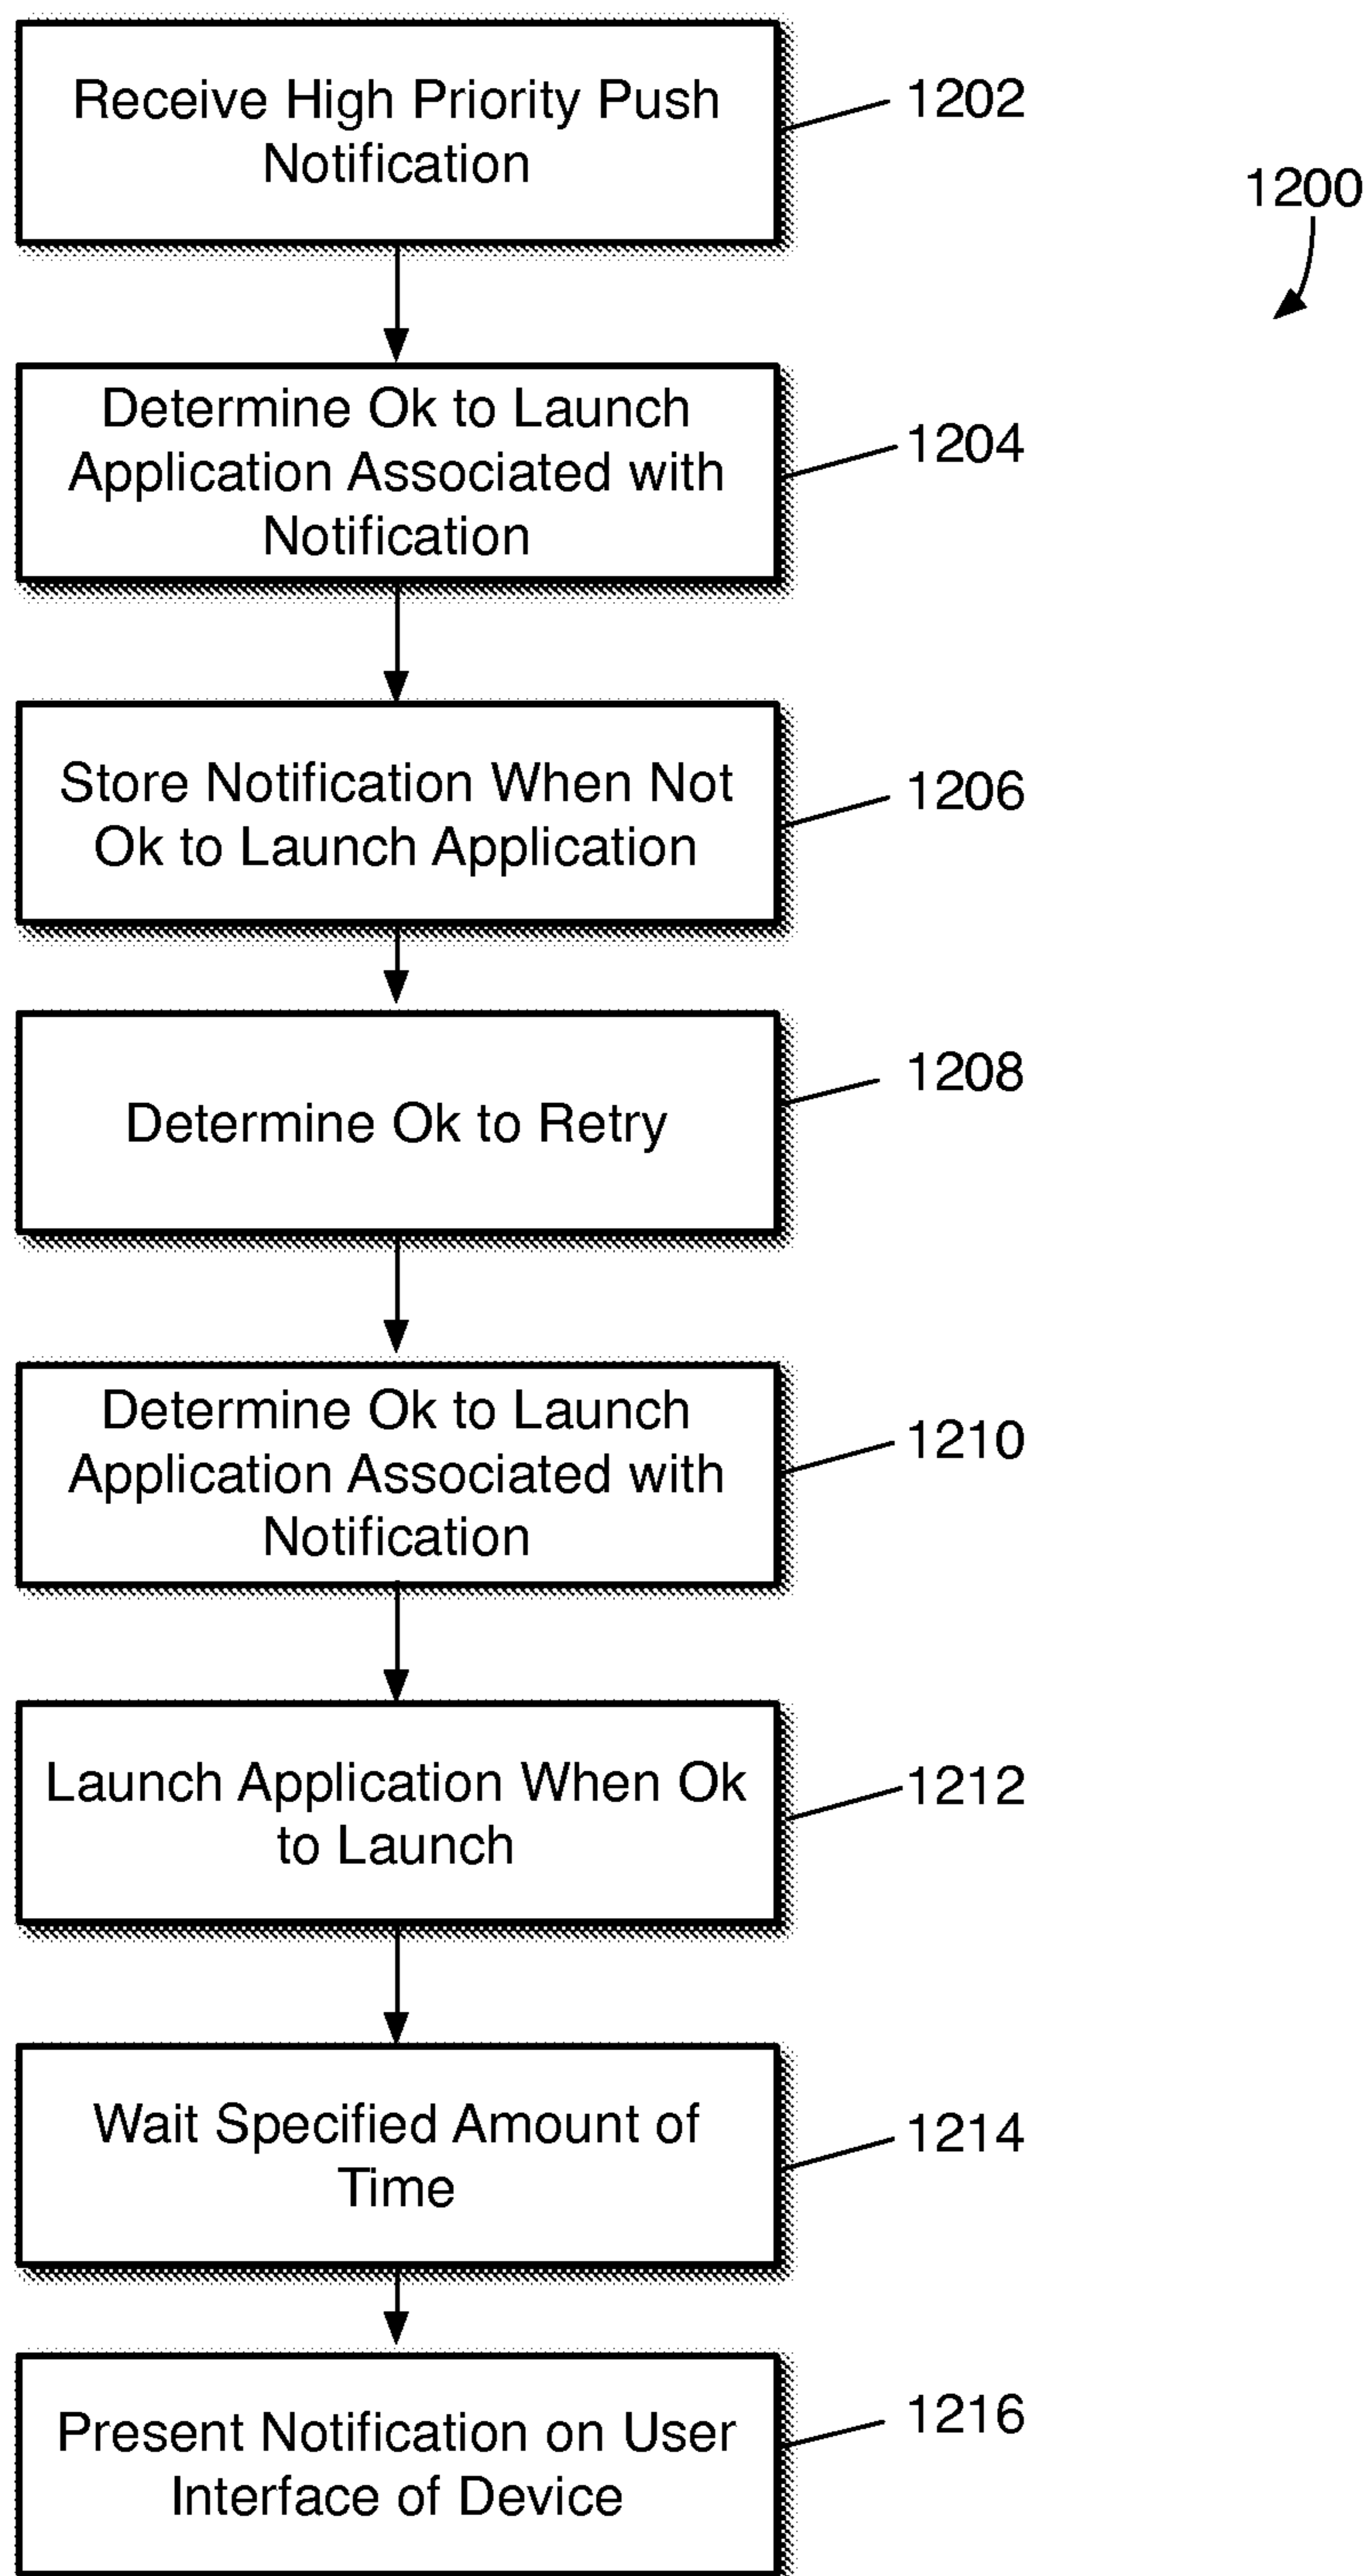 Receive High Priority Push
Notification
1202
1200
Determine Ok to Launch
Application Associated with
Notification
1204
Store Notification When Not
Ok to Launch Application
1206
Determine Ok to Retry
1208
Determine Ok to Launch
Application Associated with
Notification
1210
Launch Application When Ok
to Launch
1212
Wait Specified Amount of
Time
1214
Present Notification on User
Interface of Device
1216